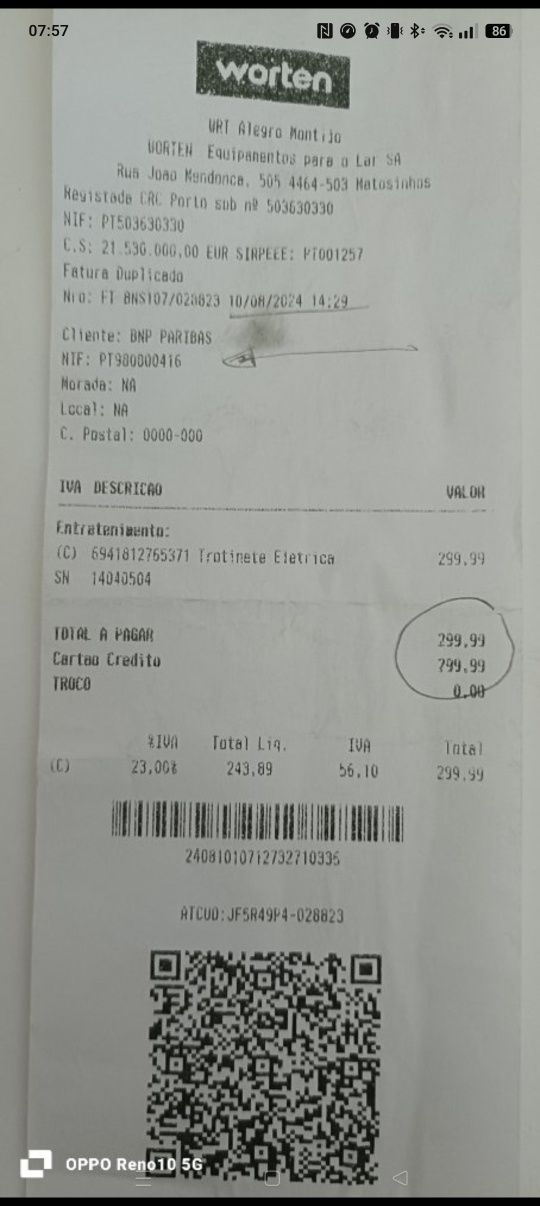 07:57 86
worten
WRT Alegro Montijo
WORTEN Equipamentos para o Lar SA
Rua Joao Mendonca, 505 4464-503 Matosinhos
Registada CRC Porto sob nº 503630330
NIF: PT503630330
C.S: 21.530.000,00 EUR SIRPEEE: PT001257
Fatura Duplicado
Nro: FT BNS107/028823 10/08/2024 14:29
Cliente: BNP PARIBAS
NIF: PT980000416
Morada: NA
Local: NA
C. Postal: 0000-000
IVA DESCRICAO VALOR
Entretenimento:
(C) 6941812765371 Trotinete Eletrica 299,99
SN 14040504
TOTAL A PAGAR 299,99
Cartao Credito 299,99
TROCO 0,00
%IVA Total Liq. IVA Total
(C) 23,00% 243,89 56,10 299,99
24081010712732710335
ATCUD:JF5R49P4-028823
OPPO Reno10 5G